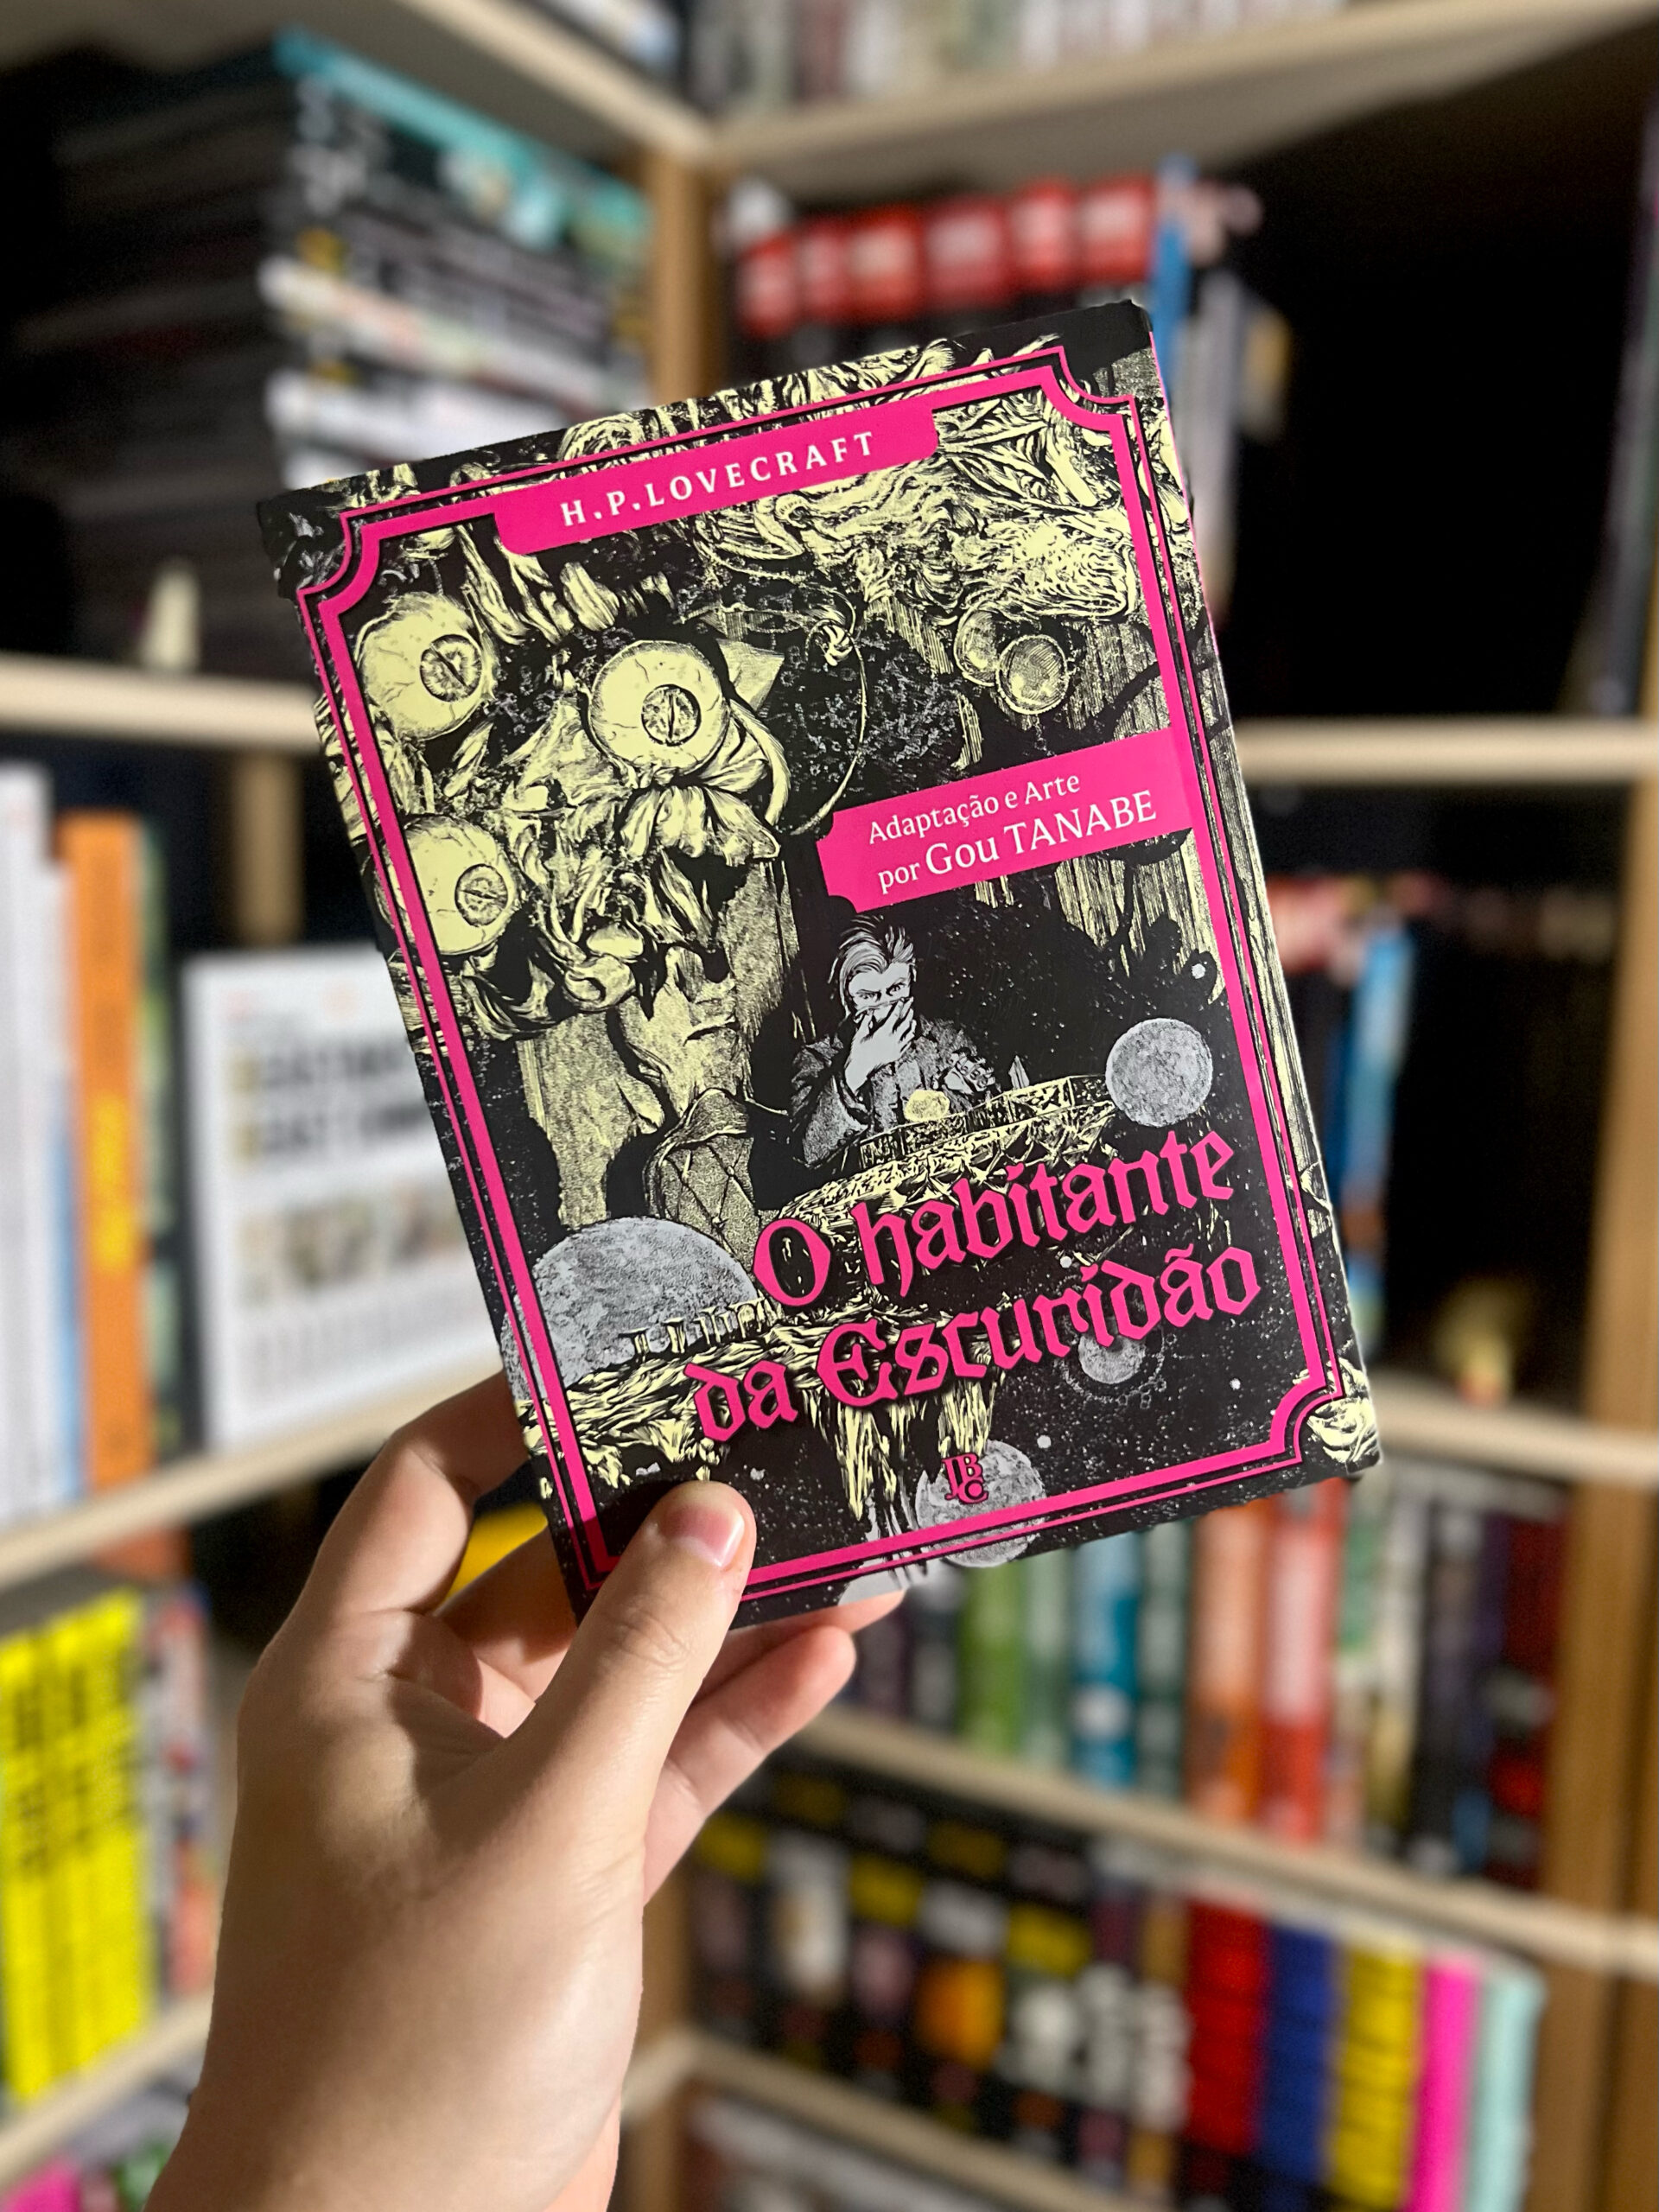 H.P.LOVECRAFT
Adaptação e Arte
por Gou TANABE
O habitante
da Escuridão
JBC